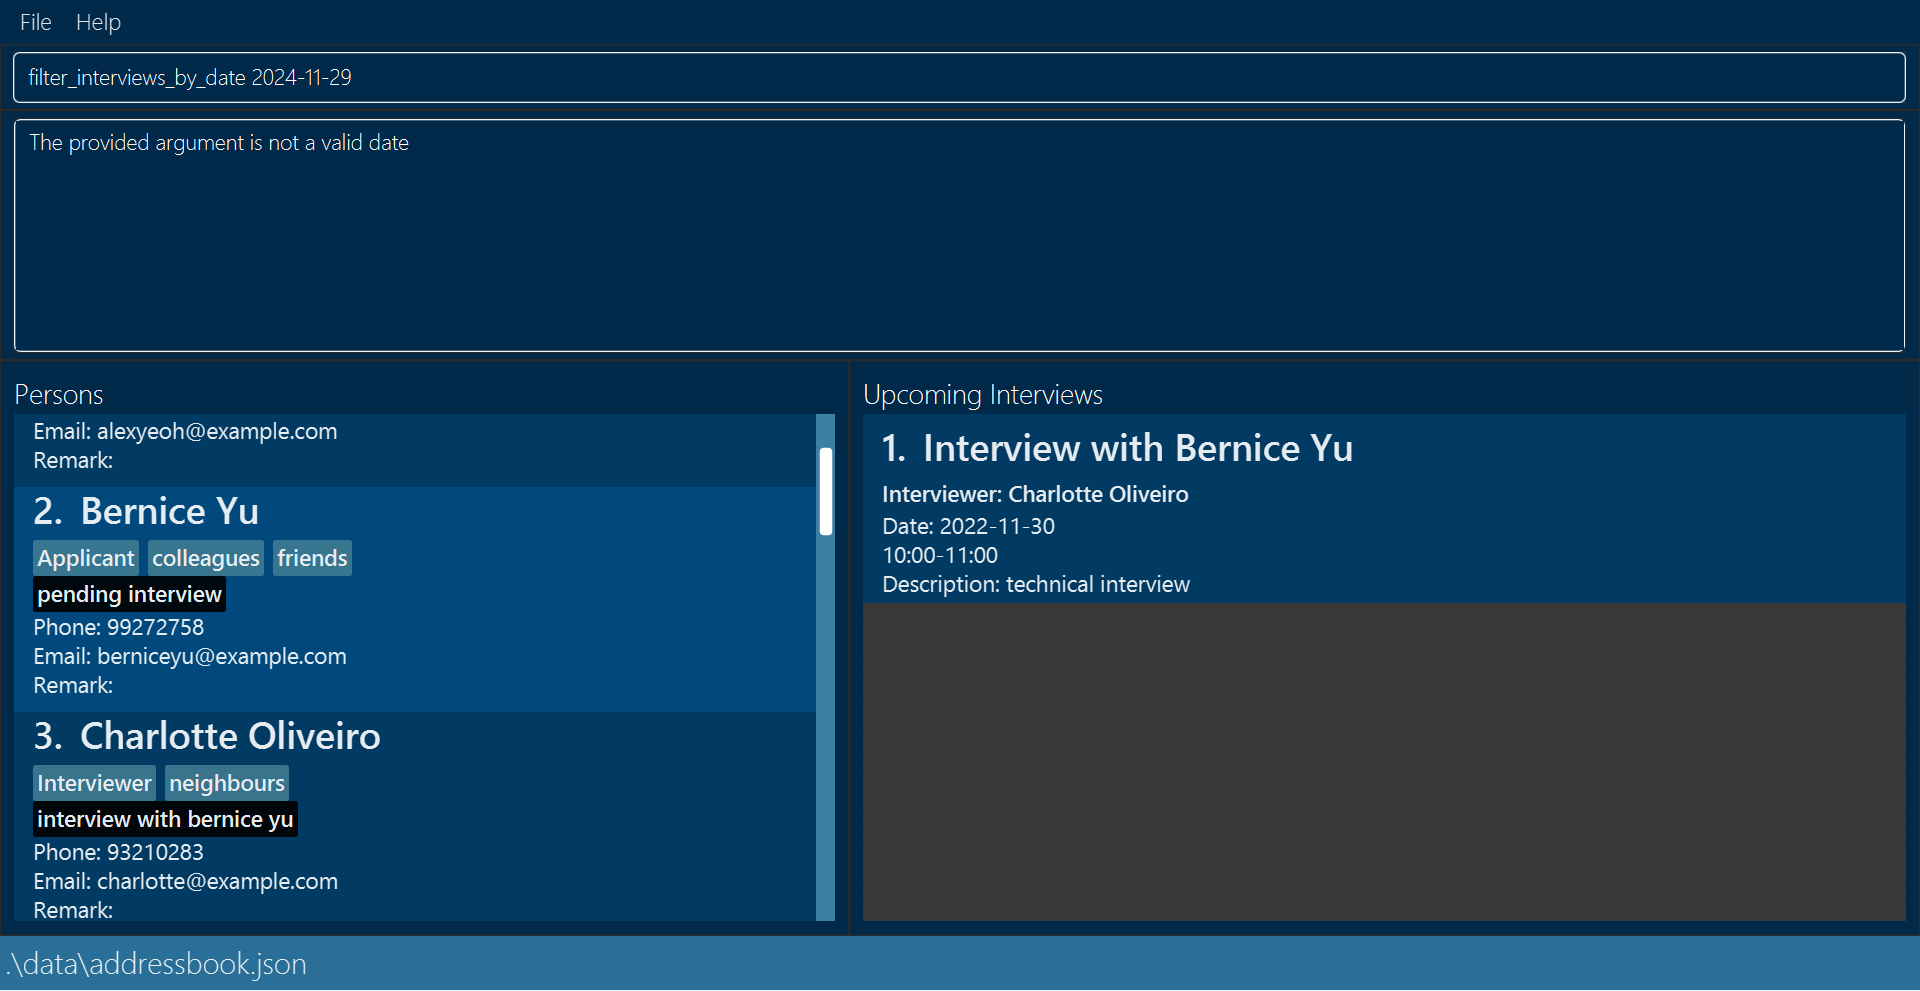 File Help
filter_interviews_by_date 2024-11-29
The provided argument is not a valid date
Persons
Email: alexyeoh@example.com
Remark:
2. Bernice Yu
Applicant colleagues friends
pending interview
Phone: 99272758
Email: berniceyu@example.com
Remark:
3. Charlotte Oliveiro
Interviewer neighbours
interview with bernice yu
Phone: 93210283
Email: charlotte@example.com
Remark:
Upcoming Interviews
1. Interview with Bernice Yu
Interviewer: Charlotte Oliveiro
Date: 2022-11-30
10:00-11:00
Description: technical interview
.\data\addressbook.json